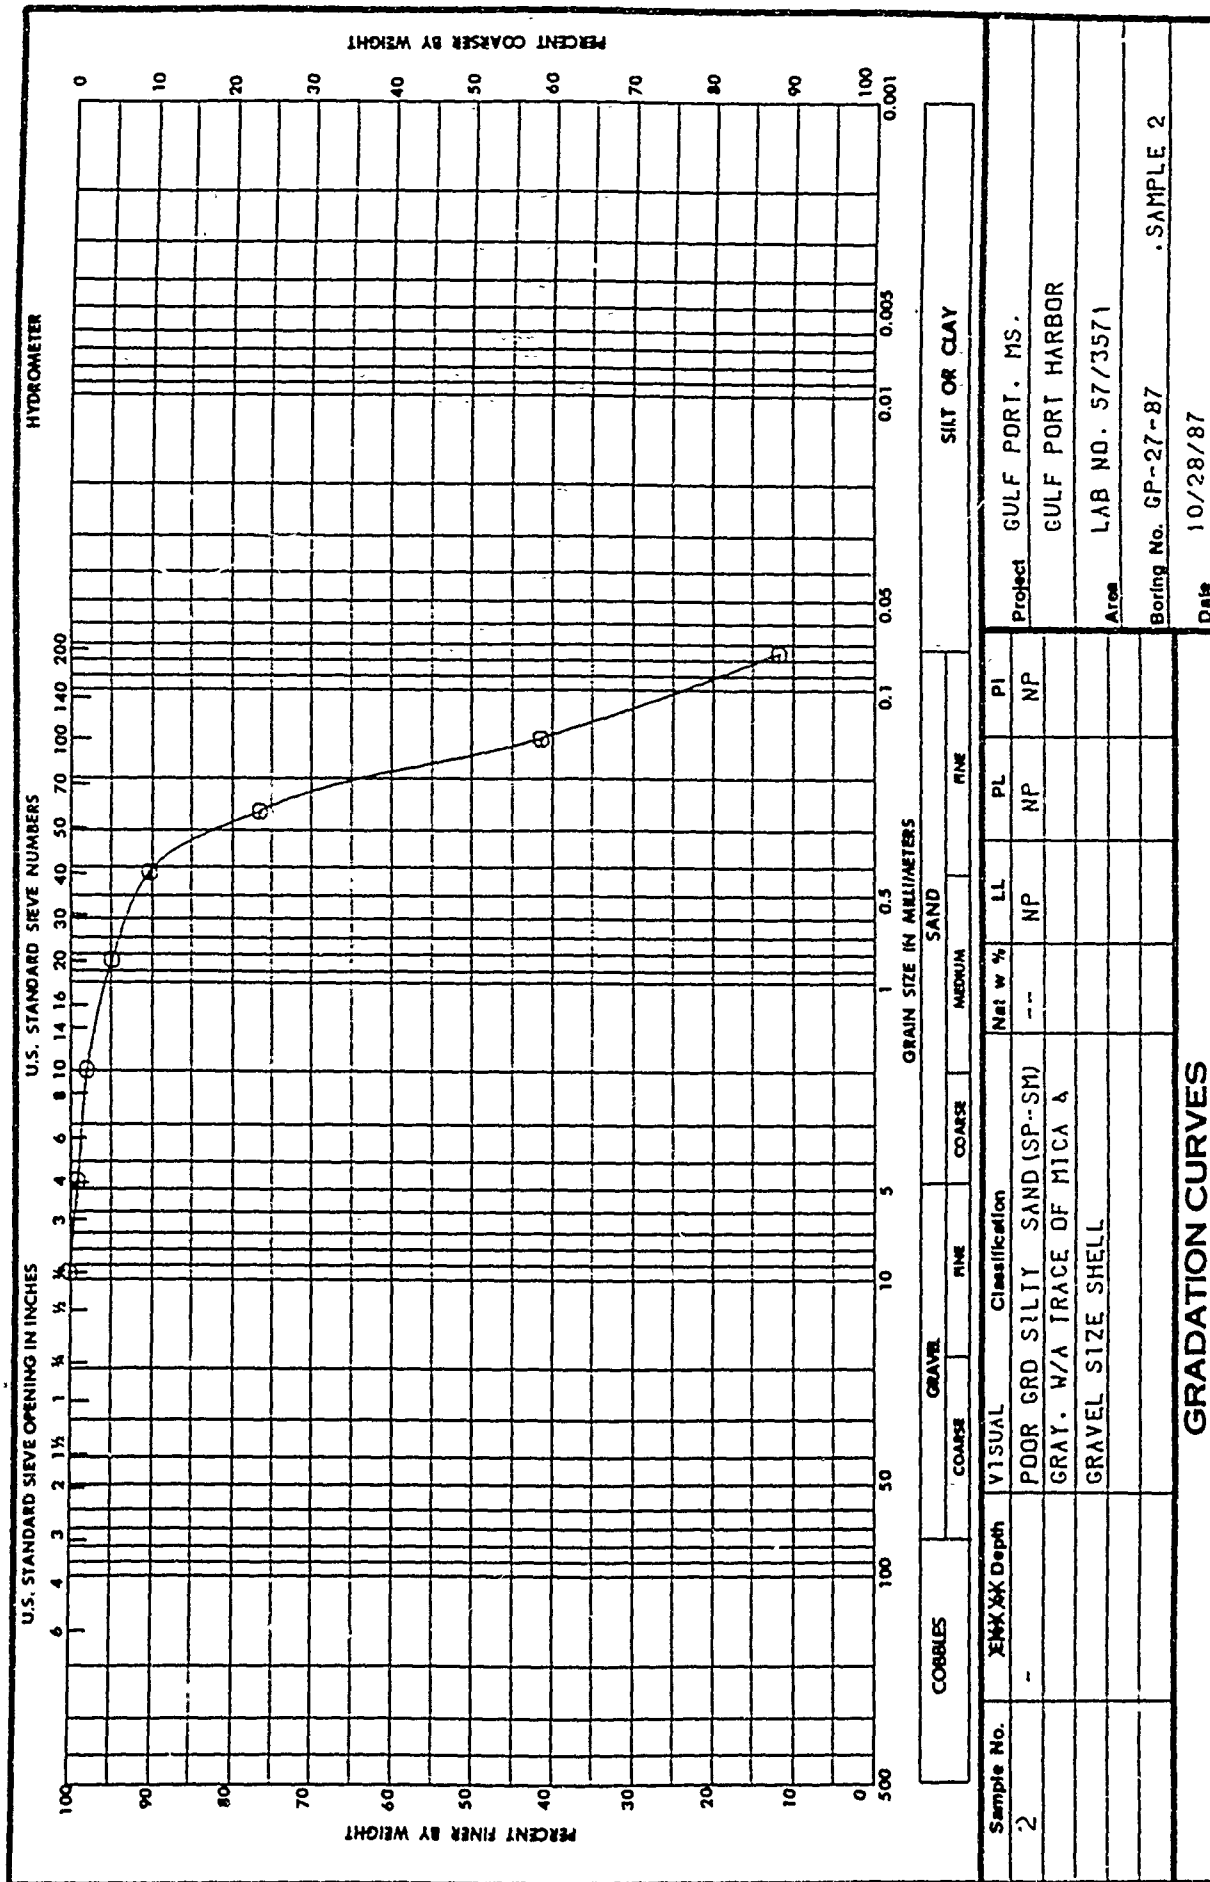 U.S. STANDARD SIEVE OPENING IN INCHES
U.S. STANDARD SIEVE NUMBERS
HYDROMETER
6 4 3 2 1½ 1 ¾ ½ ⅜ 3 4 6 8 10 14 16 20 30 40 50 70 100 140 200
PERCENT FINER BY WEIGHT
100
90
80
70
60
50
40
30
20
10
0
PERCENT COARSER BY WEIGHT
0
10
20
30
40
50
60
70
80
90
100
500 100 50 10 5 1 0.5 0.1 0.05 0.01 0.005 0.001
GRAIN SIZE IN MILLIMETERS
COBBLES
GRAVEL
COARSE FINE
SAND
COARSE MEDIUM FINE
SILT OR CLAY
Sample No. Depth VISUAL Classification Nat w % LL PL PI
2 - POOR GRD SILTY SAND(SP-SM) -- NP NP NP
GRAY. W/A TRACE OF MICA &
GRAVEL SIZE SHELL
Project GULF PORT. MS.
GULF PORT HARBOR
LAB NO. 57/3571
Area
Boring No. GP-27-87 .SAMPLE 2
Date 10/28/87
GRADATION CURVES